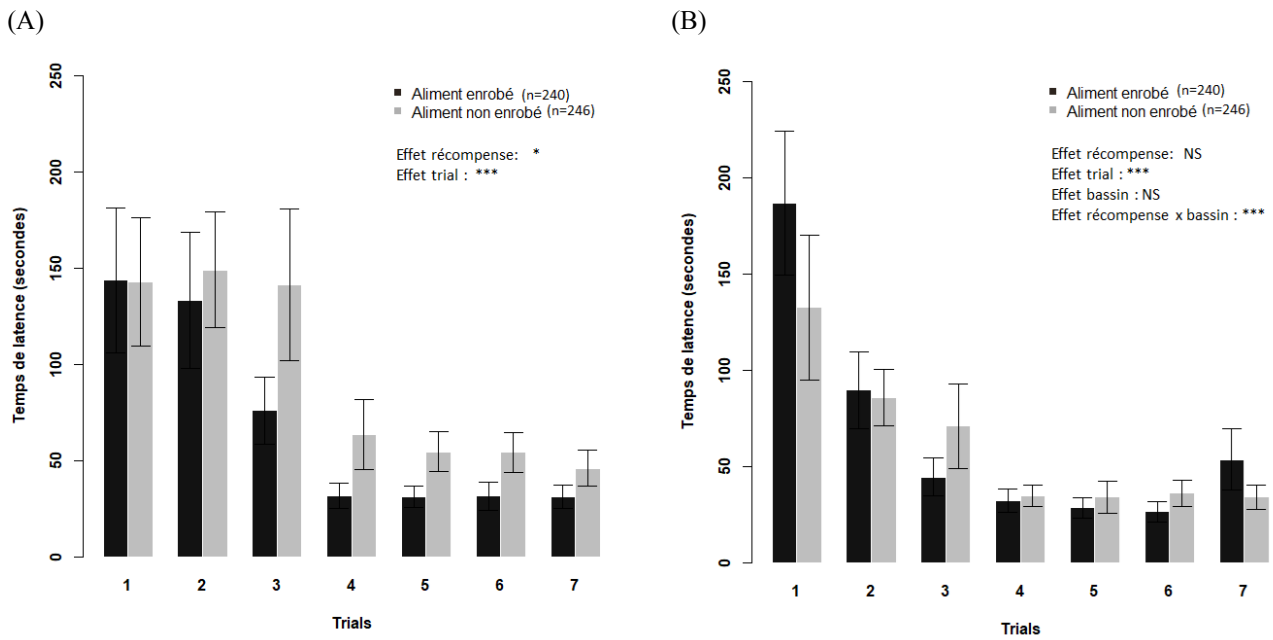 (A)
250
200
150
100
50
0
Temps de latence (secondes)
Aliment enrobé (n=240)
Aliment non enrobé (n=246)
Effet récompense: *
Effet trial : ***
1 2 3 4 5 6 7
Trials
(B)
250
200
150
100
50
0
Temps de latence (secondes)
Aliment enrobé (n=240)
Aliment non enrobé (n=246)
Effet récompense: NS
Effet trial : ***
Effet bassin : NS
Effet récompense x bassin : ***
1 2 3 4 5 6 7
Trials